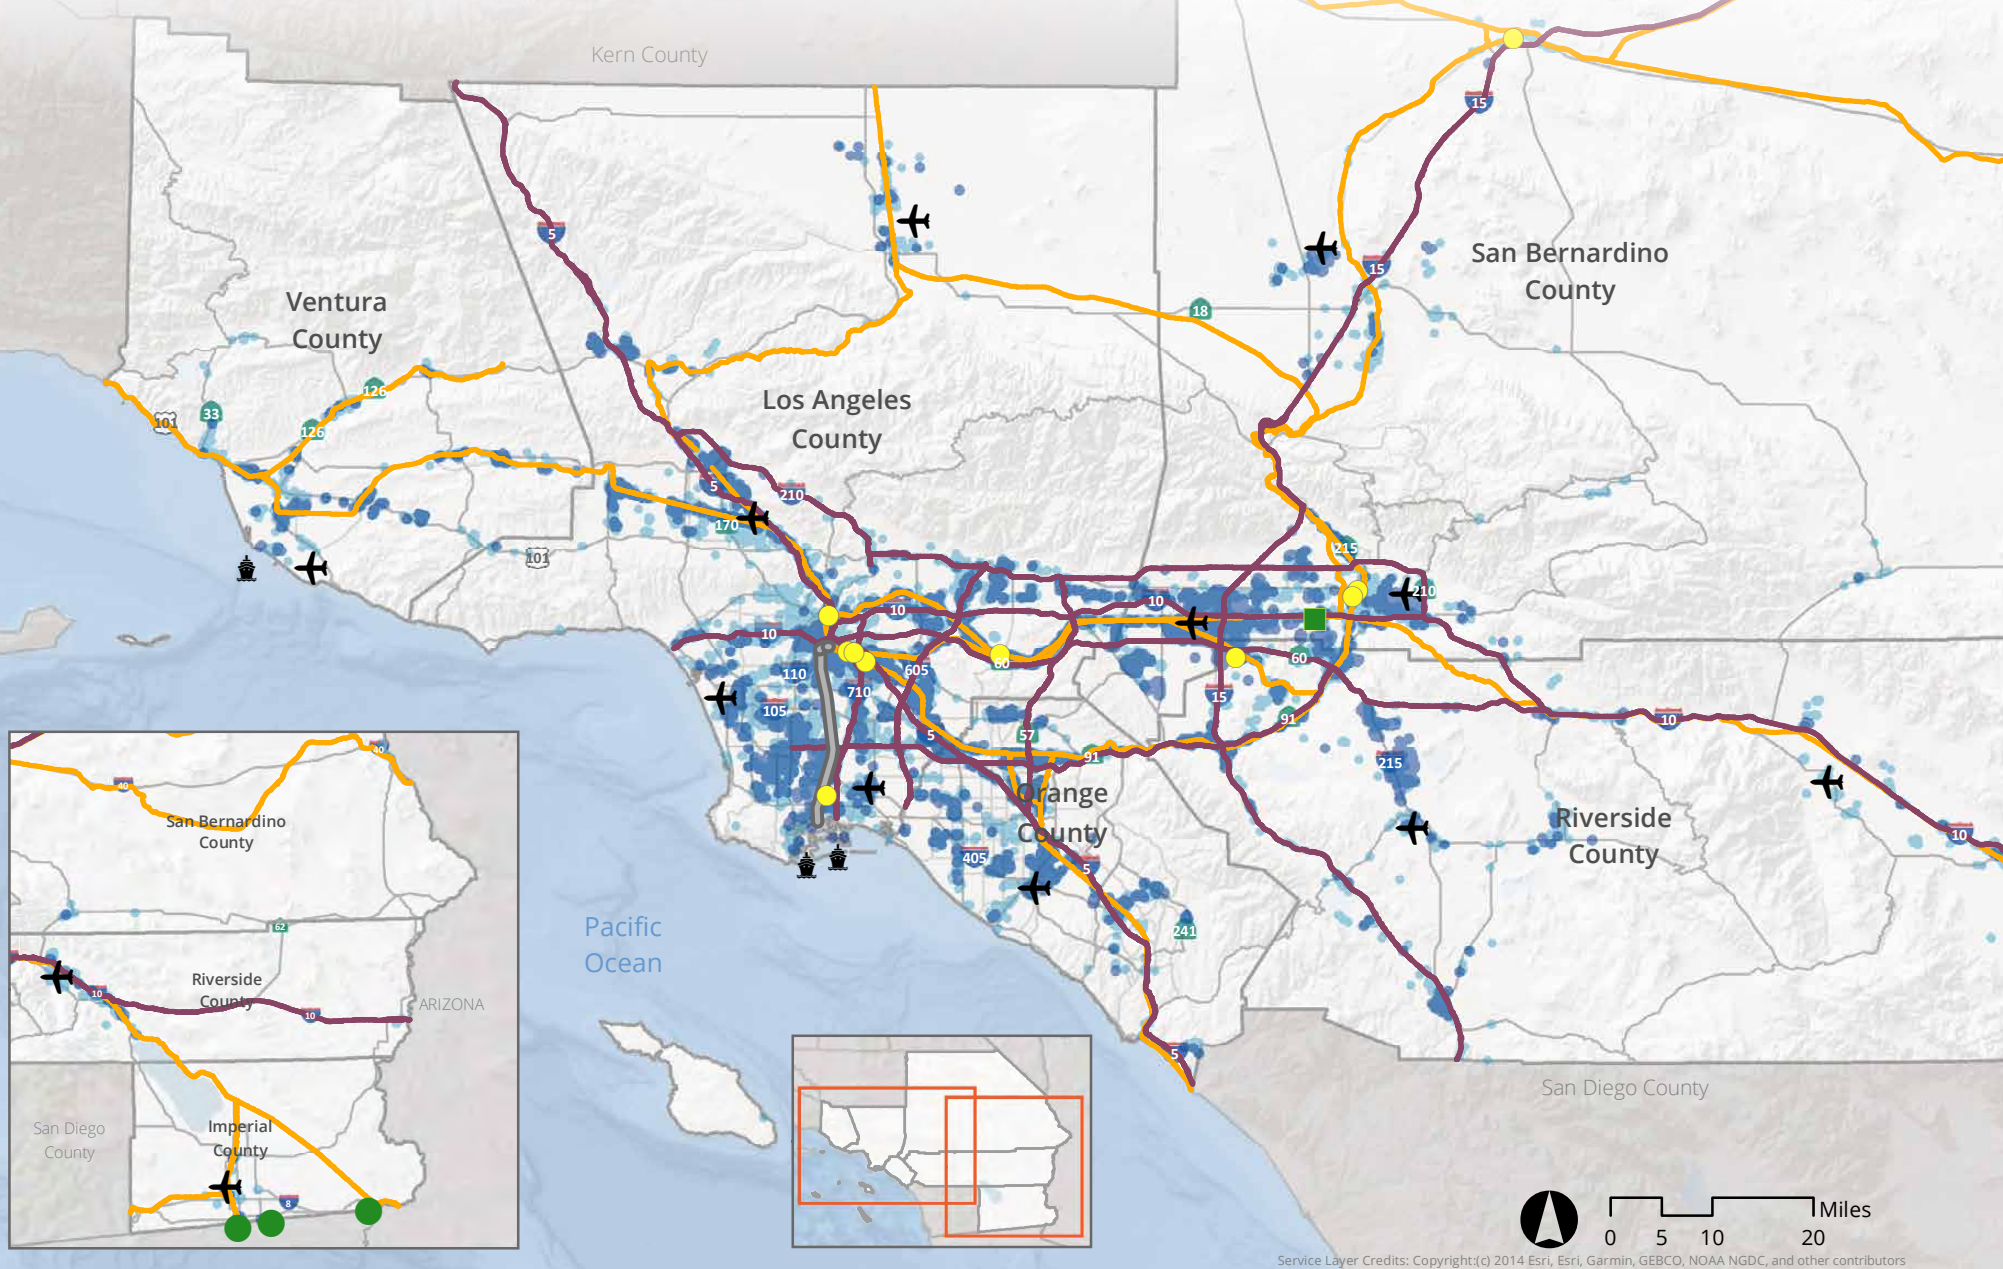 Kern County
15
5
San Bernardino
County
15
Ventura
County
18
126
Los Angeles
County
33
101
126
5
210
170
101
215
210
10
10
10
60
605
60
110
710
15
105
91
5
57
91
10
215
Orange
County
Riverside
County
10
405
5
241
Pacific
Ocean
5
San Diego County
40
40
San Bernardino
County
62
Riverside
County
10
10
ARIZONA
Imperial
County
San Diego
County
8
Miles
0 5 10 20
Service Layer Credits: Copyright:(c) 2014 Esri, Esri, Garmin, GEBCO, NOAA NGDC, and other contributors